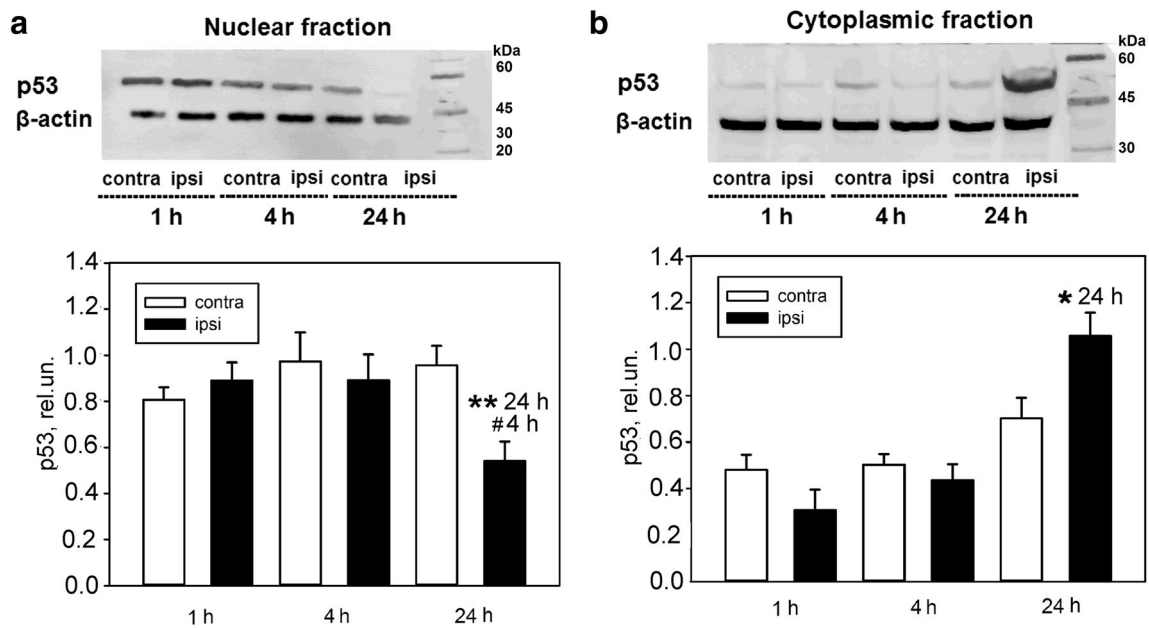 a
Nuclear fraction
kDa
60
p53
β-actin
45
30
20
contra ipsi contra ipsi contra ipsi
1 h 4 h 24 h
1.4
1.2
1.0
0.8
0.6
0.4
0.2
0.0
p53, rel.un.
contra
ipsi
** 24 h
#4 h
1 h 4 h 24 h
b
Cytoplasmic fraction
kDa
60
p53
45
β-actin
30
contra ipsi contra ipsi contra ipsi
1 h 4 h 24 h
1.4
1.2
1.0
0.8
0.6
0.4
0.2
0.0
p53, rel.un.
contra
ipsi
* 24 h
1 h 4 h 24 h